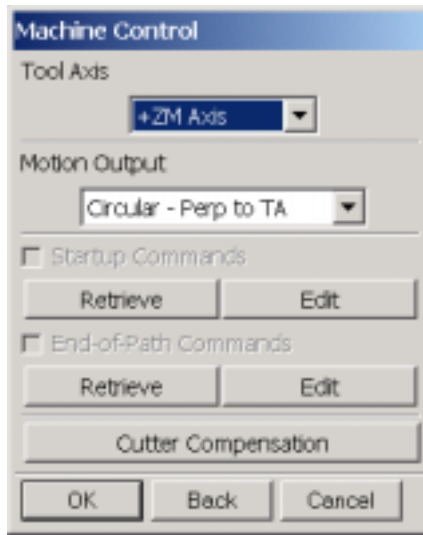 Machine Control
Tool Axis
+ZM Axis
Motion Output
Circular - Perp to TA
Startup Commands
Retrieve Edit
End-of-Path Commands
Retrieve Edit
Cutter Compensation
OK Back Cancel